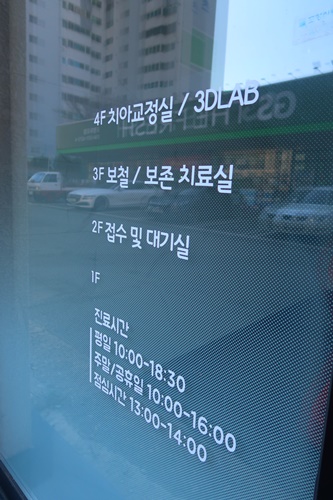 4F 치아교정실 / 3DLAB
3F 보철 / 보존 치료실
2F 접수 및 대기실
1F
진료시간
평일 10:00-18:30
주말/공휴일 10:00-16:00
점심시간 13:00-14:00